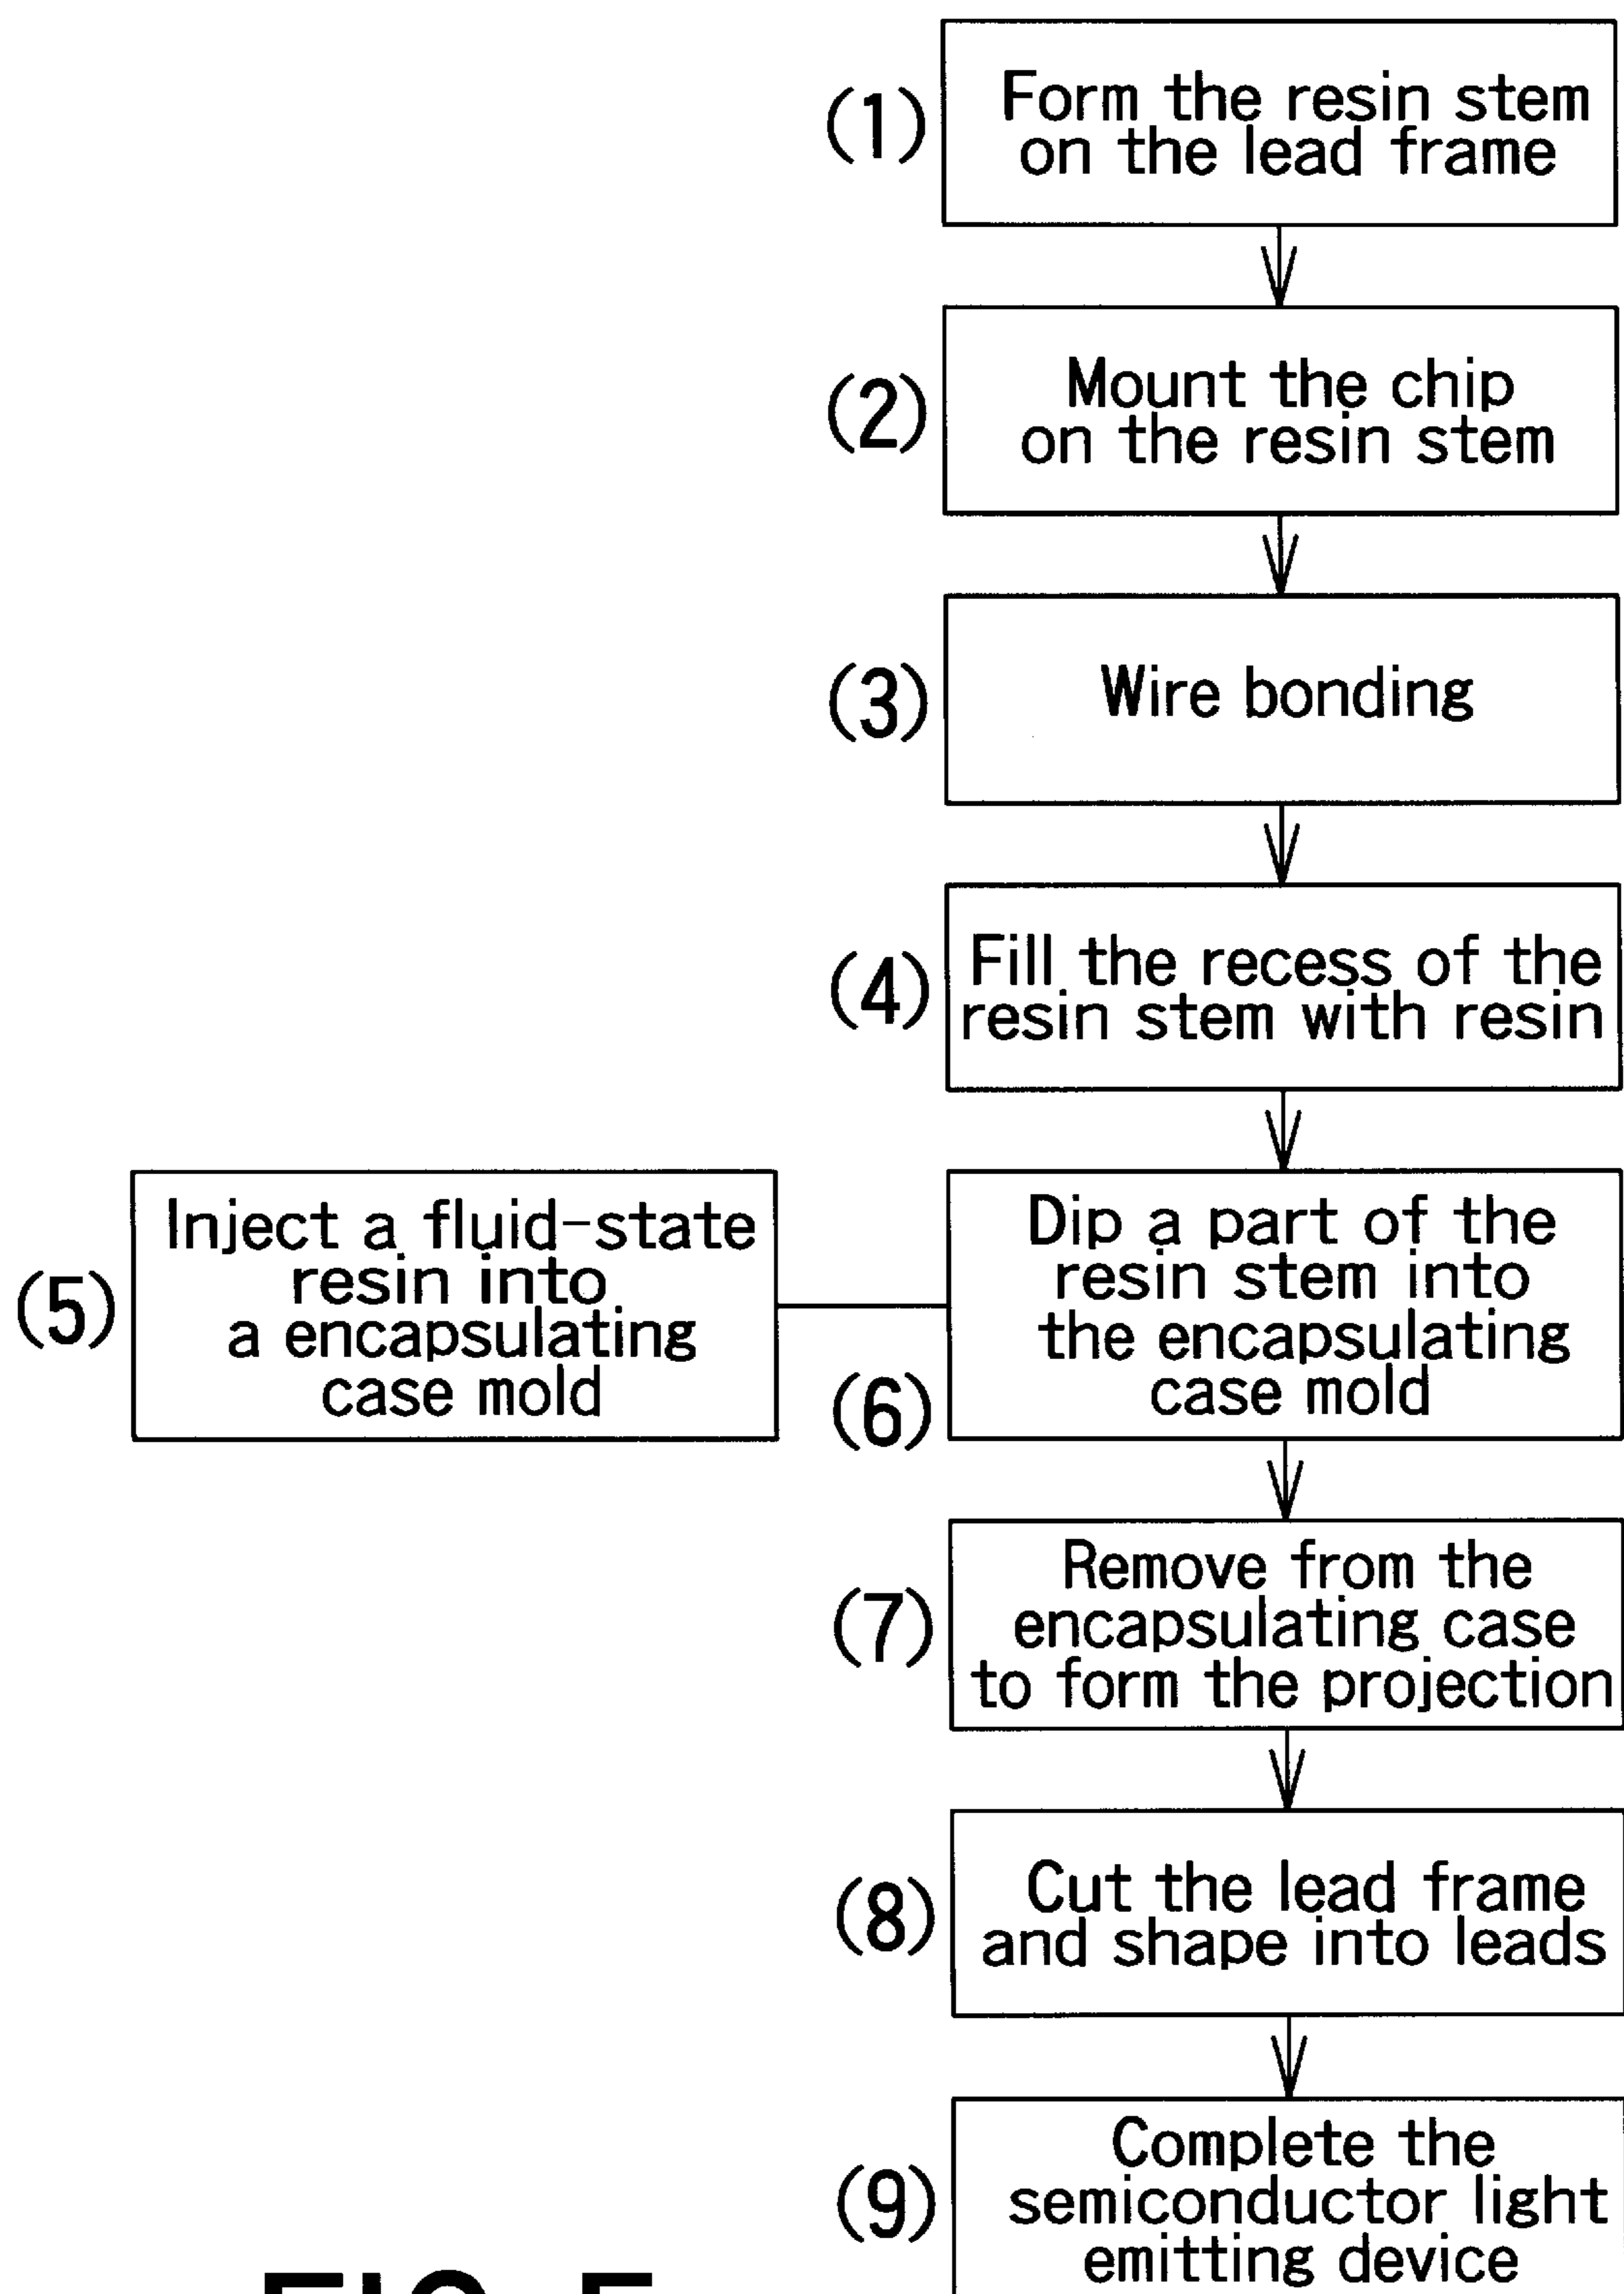 (1)
Form the resin stem
on the lead frame
(2)
Mount the chip
on the resin stem
(3)
Wire bonding
(4)
Fill the recess of the
resin stem with resin
(5)
Inject a fluid-state
resin into
a encapsulating
case mold
(6)
Dip a part of the
resin stem into
the encapsulating
case mold
(7)
Remove from the
encapsulating case
to form the projection
(8)
Cut the lead frame
and shape into leads
(9)
Complete the
semiconductor light
emitting device